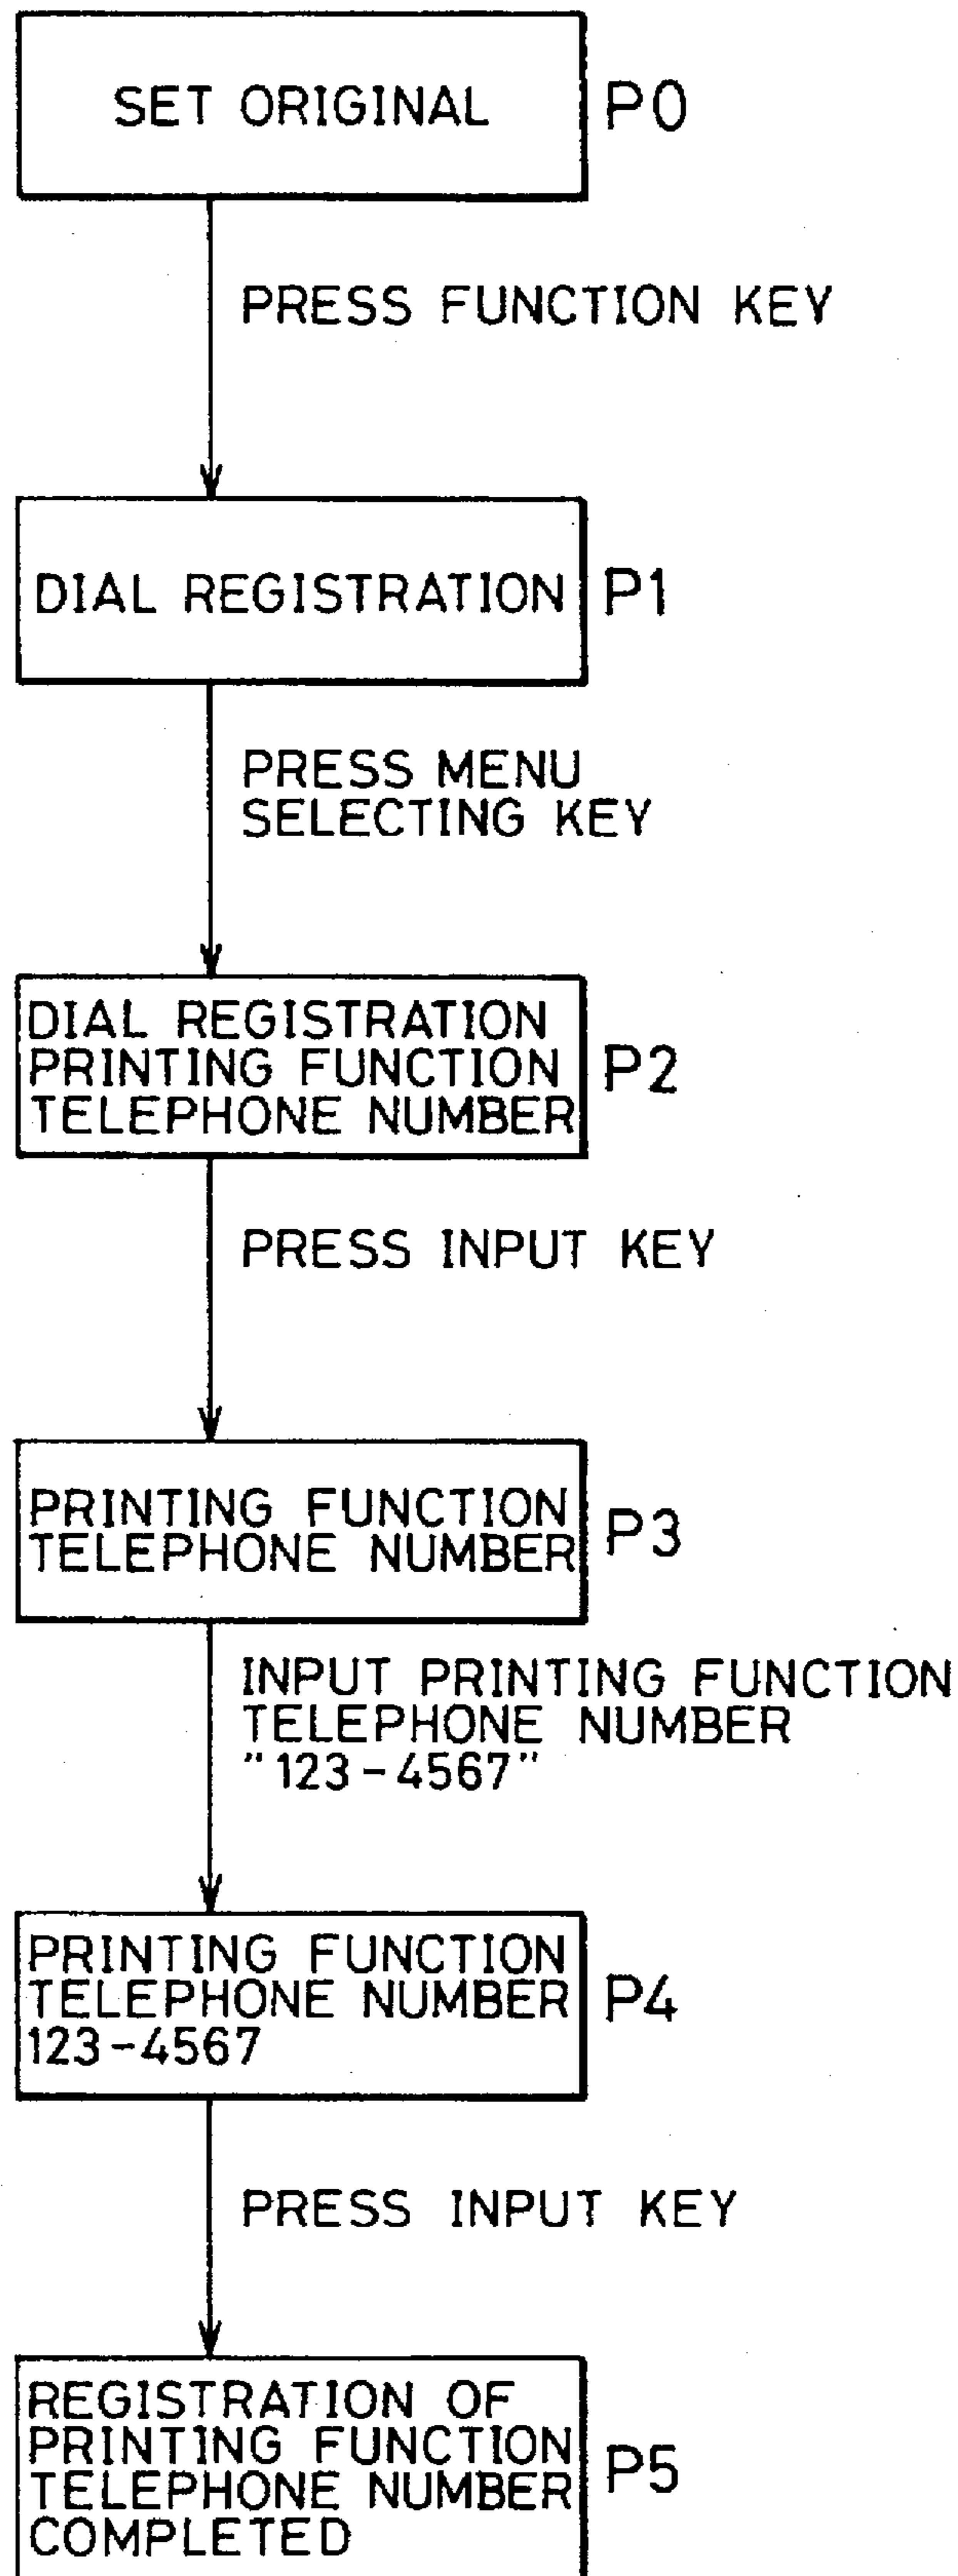 SET ORIGINAL
P0
PRESS FUNCTION KEY
DIAL REGISTRATION
P1
PRESS MENU
SELECTING KEY
DIAL REGISTRATION
PRINTING FUNCTION
TELEPHONE NUMBER
P2
PRESS INPUT KEY
PRINTING FUNCTION
TELEPHONE NUMBER
P3
INPUT PRINTING FUNCTION
TELEPHONE NUMBER
"123-4567"
PRINTING FUNCTION
TELEPHONE NUMBER
123-4567
P4
PRESS INPUT KEY
REGISTRATION OF
PRINTING FUNCTION
TELEPHONE NUMBER
COMPLETED
P5